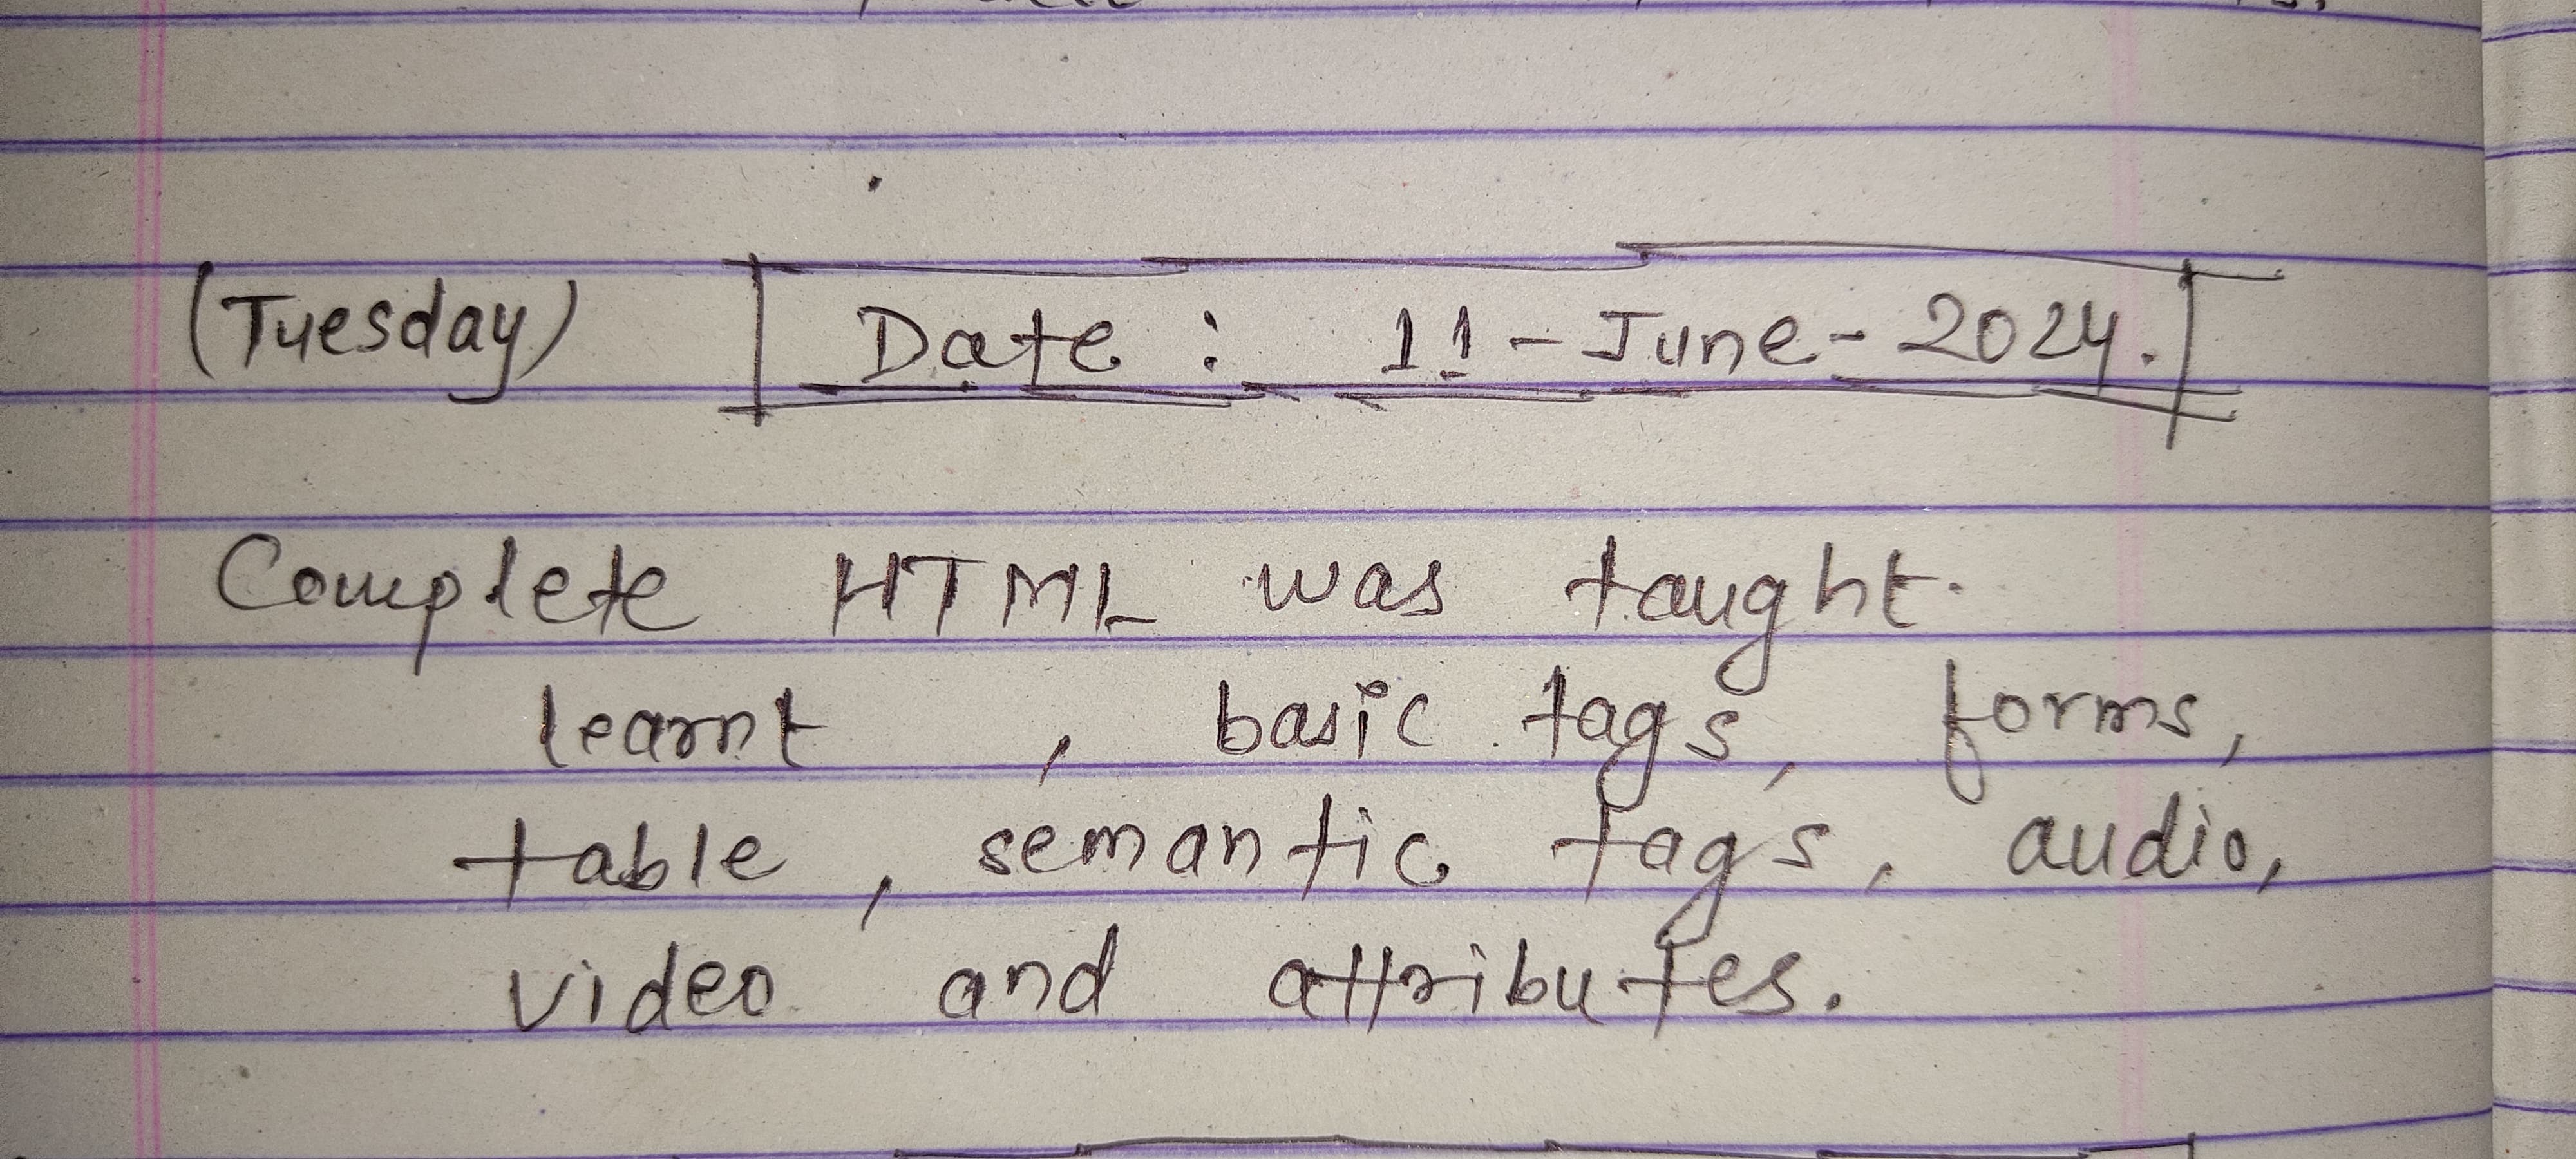 (Tuesday) Date : 11 - June - 2024.
Complete HTML was taught.
learnt , basic tags, forms,
table , semantic tags, audio,
video and attributes.